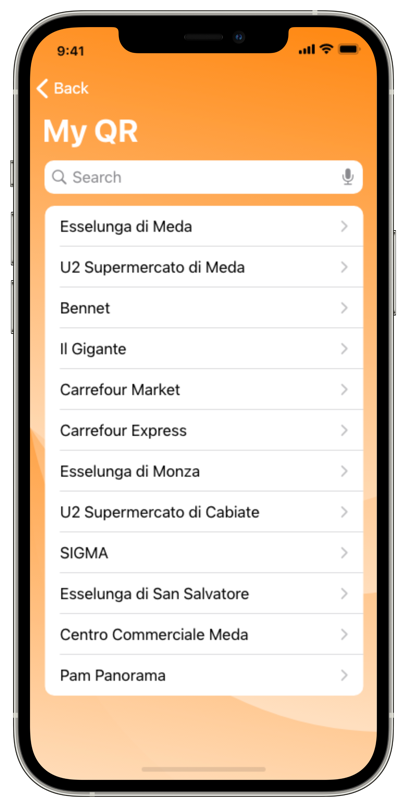 9:41
Back
My QR
Search
Esselunga di Meda
U2 Supermercato di Meda
Bennet
Il Gigante
Carrefour Market
Carrefour Express
Esselunga di Monza
U2 Supermercato di Cabiate
SIGMA
Esselunga di San Salvatore
Centro Commerciale Meda
Pam Panorama